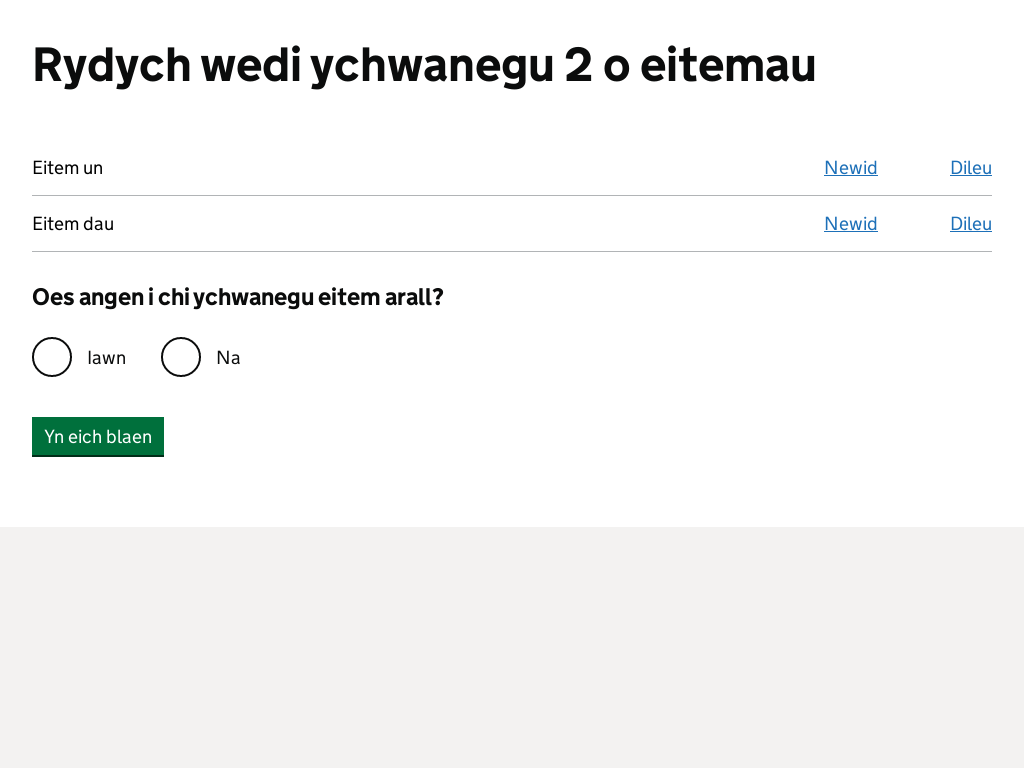 Rydych wedi ychwanegu 2 o eitemau
Eitem un Newid Dileu
Eitem dau Newid Dileu
Oes angen i chi ychwanegu eitem arall?
Iawn Na
Yn eich blaen